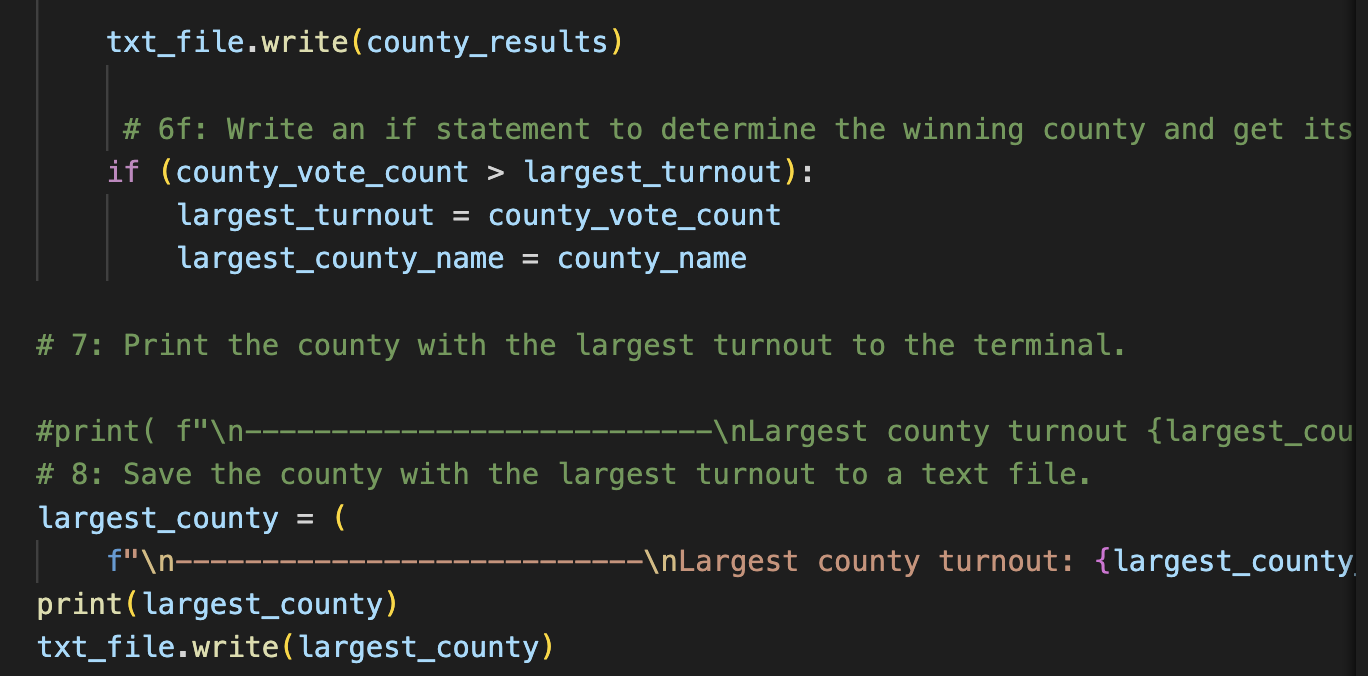 txt_file.write(county_results)
# 6f: Write an if statement to determine the winning county and get its
if (county_vote_count > largest_turnout):
largest_turnout = county_vote_count
largest_county_name = county_name
# 7: Print the county with the largest turnout to the terminal.
#print( f"\n---------------------------\nLargest county turnout {largest_cou
# 8: Save the county with the largest turnout to a text file.
largest_county = (
f"\n---------------------------\nLargest county turnout: {largest_county_
print(largest_county)
txt_file.write(largest_county)